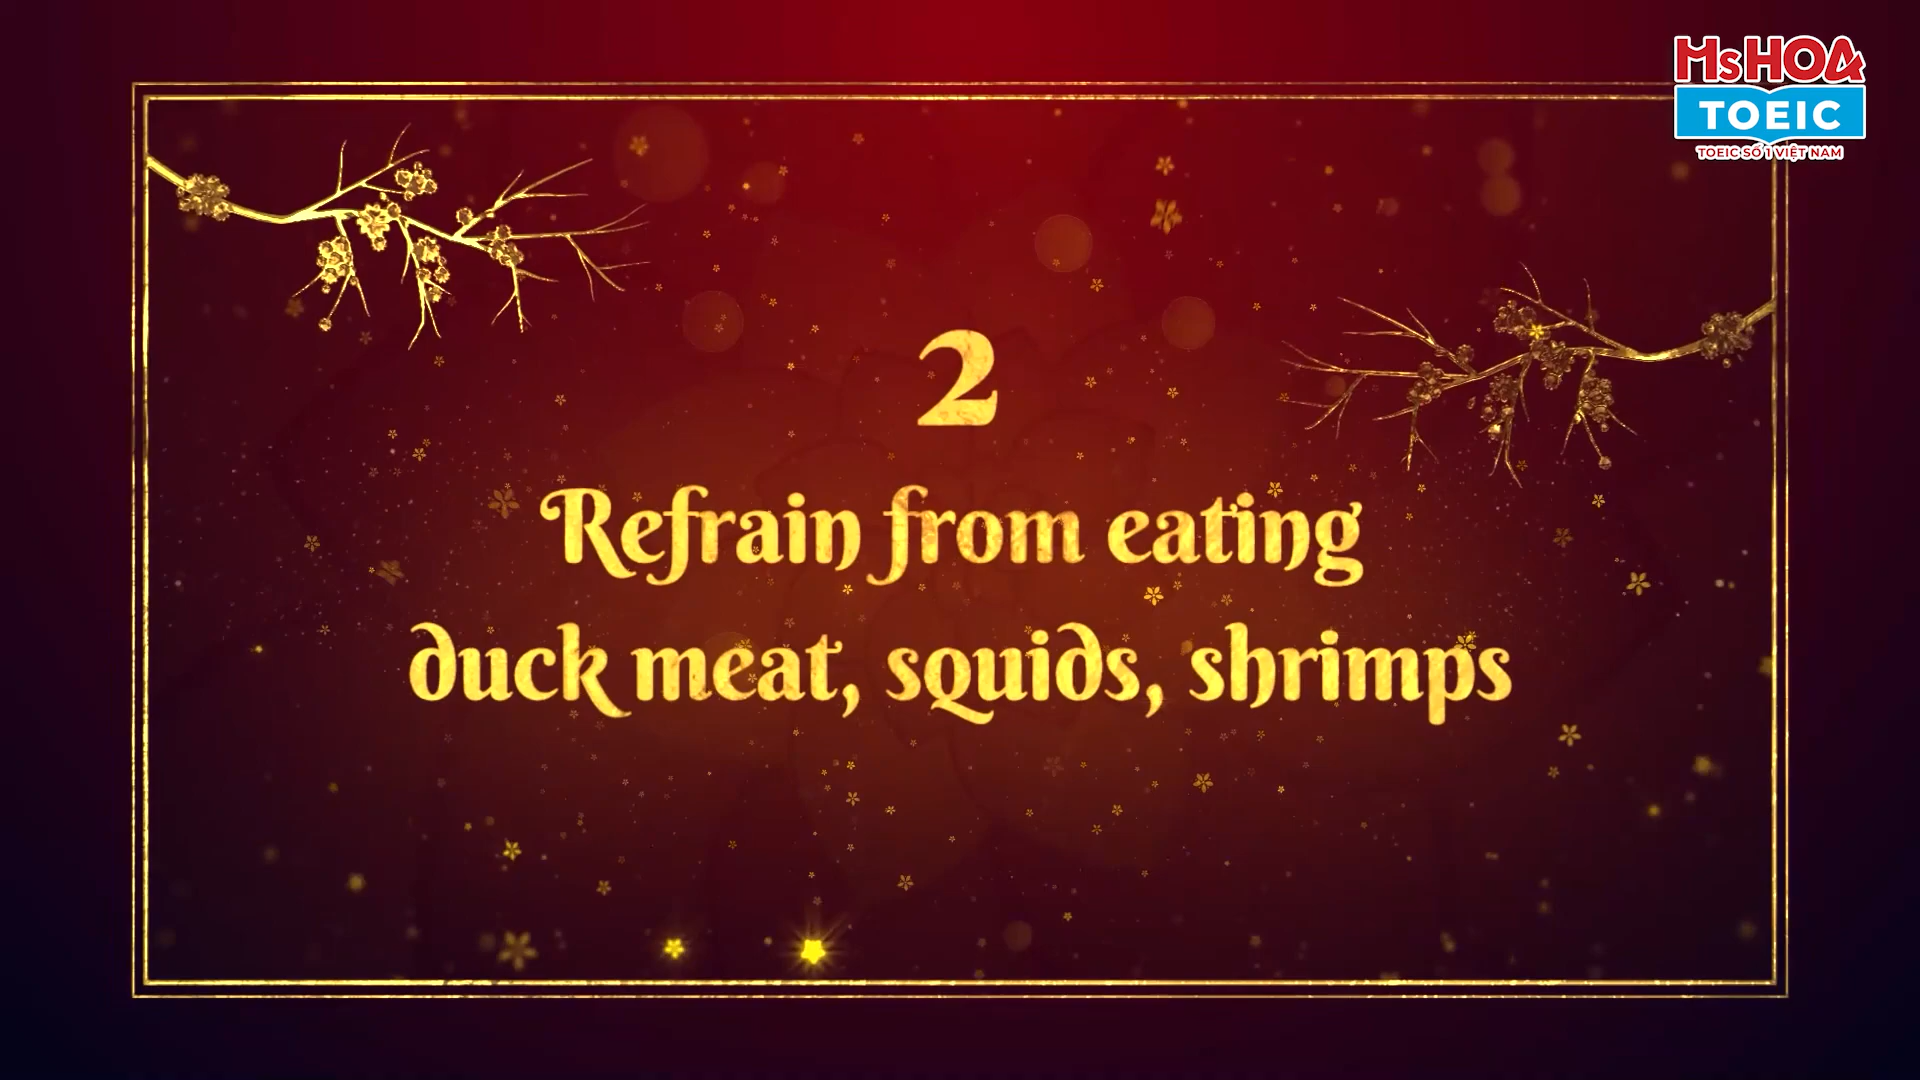 Ms HOA
TOEIC
TOEIC SỐ 1 VIỆT NAM
2
Refrain from eating
duck meat, squids, shrimps